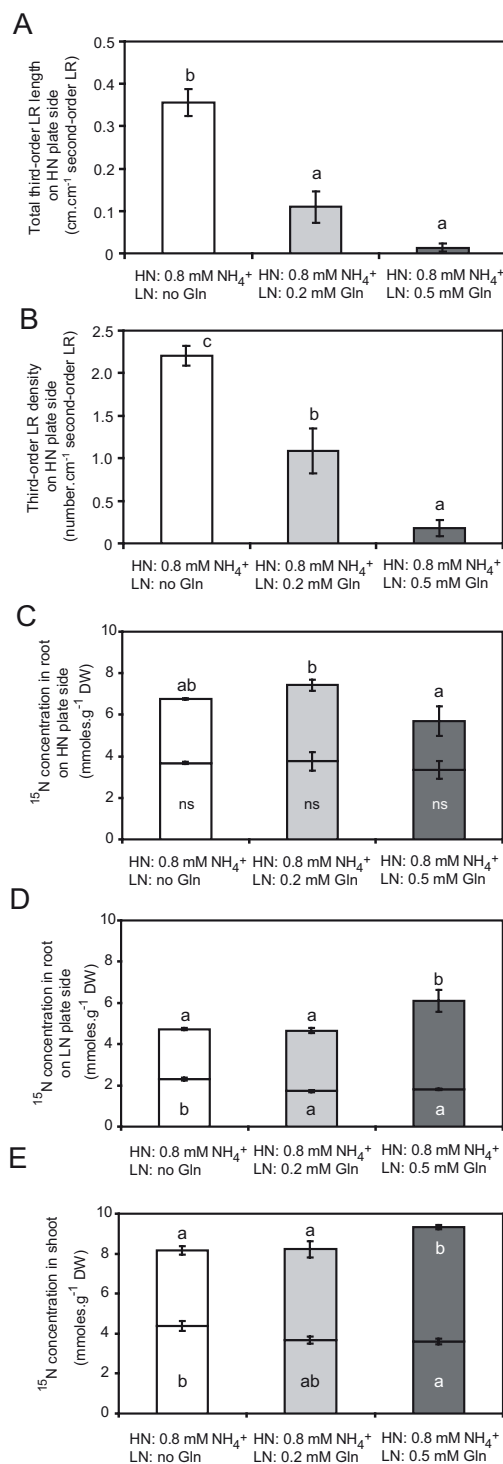 A
Total third-order LR length
on HN plate side
(cm.cm⁻¹ second-order LR)
0.5
0.4
0.3
0.2
0.1
0
b
a
a
HN: 0.8 mM NH₄⁺ HN: 0.8 mM NH₄⁺ HN: 0.8 mM NH₄⁺
LN: no Gln LN: 0.2 mM Gln LN: 0.5 mM Gln
B
Third-order LR density
on HN plate side
(number.cm⁻¹ second-order LR)
2.5
2.0
1.5
1.0
0.5
0
c
b
a
HN: 0.8 mM NH₄⁺ HN: 0.8 mM NH₄⁺ HN: 0.8 mM NH₄⁺
LN: no Gln LN: 0.2 mM Gln LN: 0.5 mM Gln
C
¹⁵N concentration in root
on HN plate side
(mmoles.g⁻¹ DW)
10
8
6
4
2
0
ab
b
a
ns ns ns
HN: 0.8 mM NH₄⁺ HN: 0.8 mM NH₄⁺ HN: 0.8 mM NH₄⁺
LN: no Gln LN: 0.2 mM Gln LN: 0.5 mM Gln
D
¹⁵N concentration in root
on LN plate side
(mmoles.g⁻¹ DW)
10
8
6
4
2
0
a
a
b
b a a
HN: 0.8 mM NH₄⁺ HN: 0.8 mM NH₄⁺ HN: 0.8 mM NH₄⁺
LN: no Gln LN: 0.2 mM Gln LN: 0.5 mM Gln
E
¹⁵N concentration in shoot
(mmoles.g⁻¹ DW)
10
8
6
4
2
0
a
a
b
b ab a
HN: 0.8 mM NH₄⁺ HN: 0.8 mM NH₄⁺ HN: 0.8 mM NH₄⁺
LN: no Gln LN: 0.2 mM Gln LN: 0.5 mM Gln